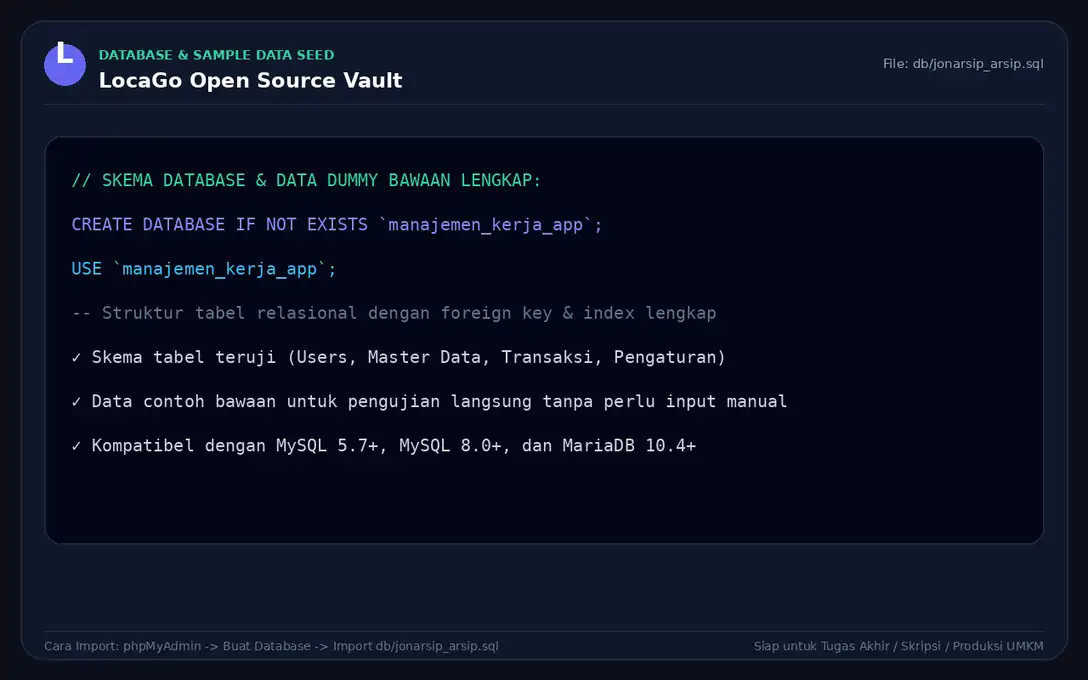 L
DATABASE & SAMPLE DATA SEED
LocaGo Open Source Vault
File: db/jonarsip_arsip.sql
// SKEMA DATABASE & DATA DUMMY BAWAAN LENGKAP:
CREATE DATABASE IF NOT EXISTS `manajemen_kerja_app`;
USE `manajemen_kerja_app`;
-- Struktur tabel relasional dengan foreign key & index lengkap
✓ Skema tabel teruji (Users, Master Data, Transaksi, Pengaturan)
✓ Data contoh bawaan untuk pengujian langsung tanpa perlu input manual
✓ Kompatibel dengan MySQL 5.7+, MySQL 8.0+, dan MariaDB 10.4+
Cara Import: phpMyAdmin -> Buat Database -> Import db/jonarsip_arsip.sql
Siap untuk Tugas Akhir / Skripsi / Produksi UMKM